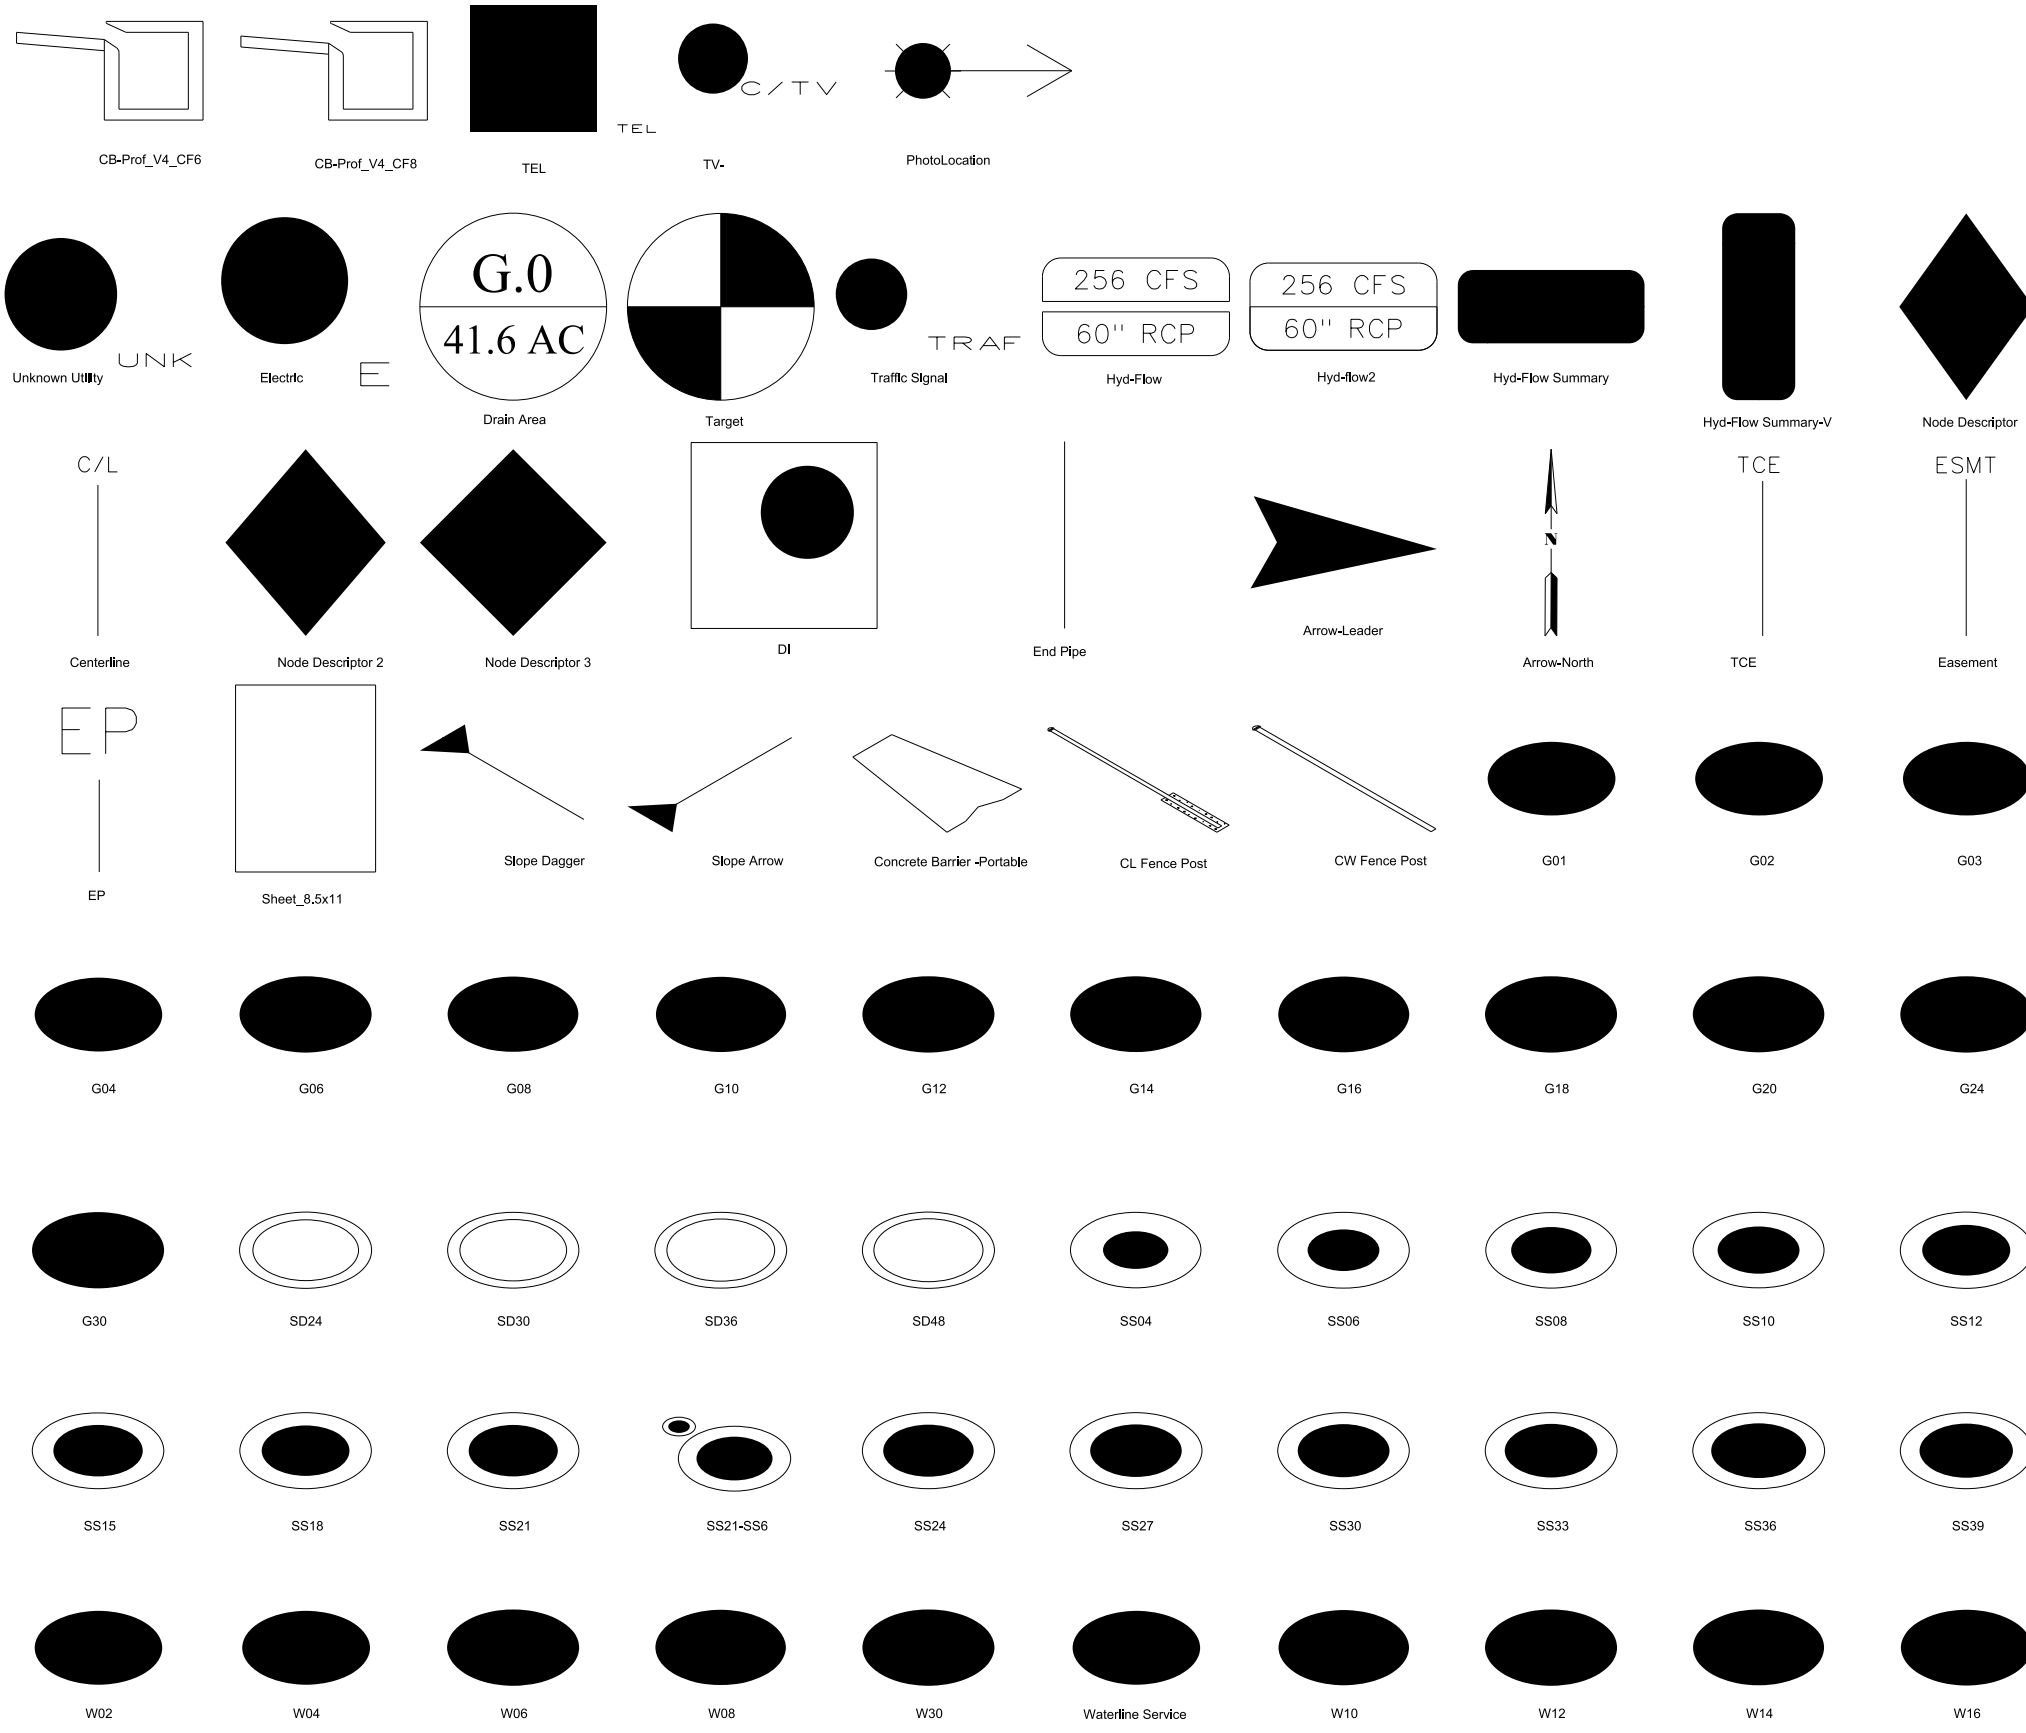 TEL
C/TV
CB-Prof_V4_CF6
CB-Prof_V4_CF8
TEL
TV-
PhotoLocation
UNK
E
G.0
41.6 AC
TRAF
256 CFS
60" RCP
256 CFS
60" RCP
Unknown Utility
Electric
Drain Area
Target
Traffic Signal
Hyd-Flow
Hyd-flow2
Hyd-Flow Summary
Hyd-Flow Summary-V
Node Descriptor
C/L
N
TCE
ESMT
Centerline
Node Descriptor 2
Node Descriptor 3
DI
End Pipe
Arrow-Leader
Arrow-North
TCE
Easement
EP
EP
Sheet_8.5x11
Slope Dagger
Slope Arrow
Concrete Barrier -Portable
CL Fence Post
CW Fence Post
G01
G02
G03
G04
G06
G08
G10
G12
G14
G16
G18
G20
G24
G30
SD24
SD30
SD36
SD48
SS04
SS06
SS08
SS10
SS12
SS15
SS18
SS21
SS21-SS6
SS24
SS27
SS30
SS33
SS36
SS39
W02
W04
W06
W08
W30
Waterline Service
W10
W12
W14
W16